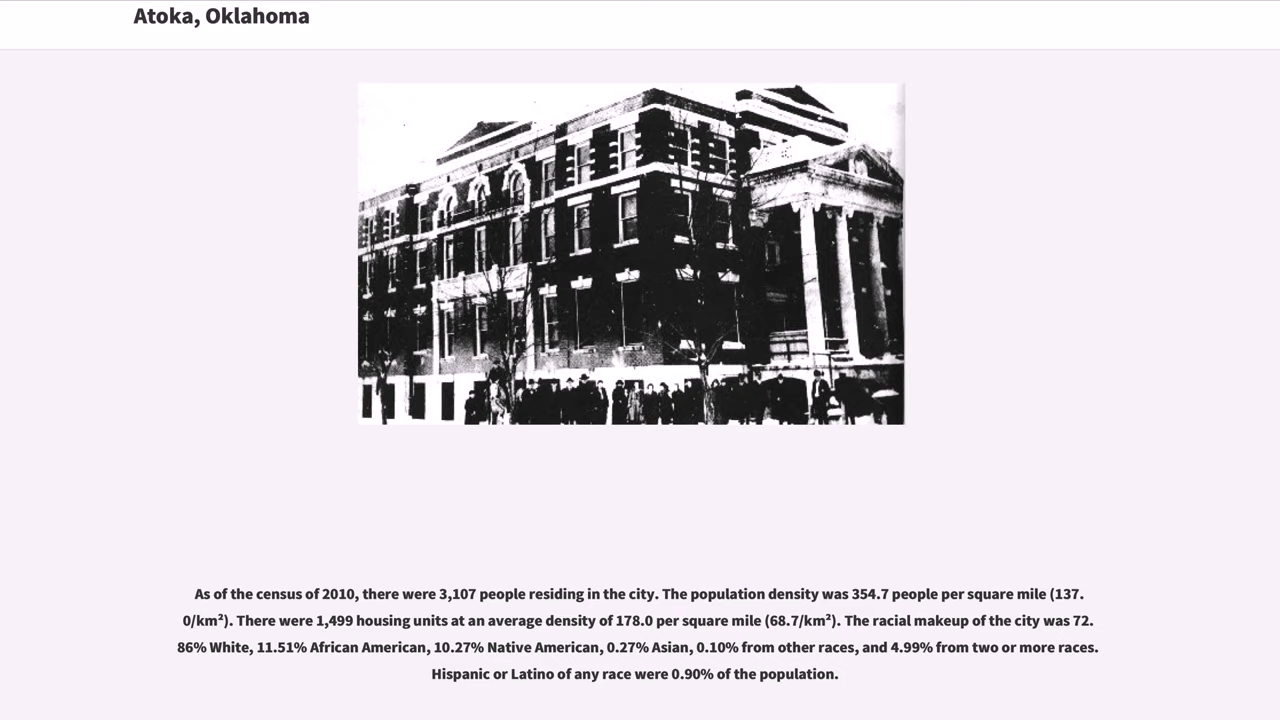 Atoka, Oklahoma
As of the census of 2010, there were 3,107 people residing in the city. The population density was 354.7 people per square mile (137.
0/km²). There were 1,499 housing units at an average density of 178.0 per square mile (68.7/km²). The racial makeup of the city was 72.
86% White, 11.51% African American, 10.27% Native American, 0.27% Asian, 0.10% from other races, and 4.99% from two or more races.
Hispanic or Latino of any race were 0.90% of the population.